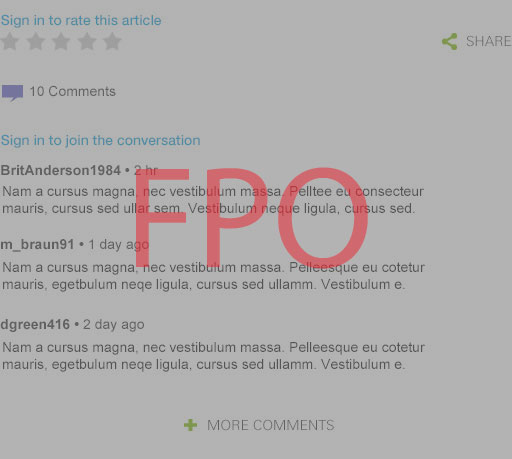 Sign in to rate this article
SHARE
10 Comments
Sign in to join the conversation
BritAnderson1984 • 2 hr
Nam a cursus magna, nec vestibulum massa. Pelltee eu consecteur
mauris, cursus sed ullar sem. Vestibulum neque ligula, cursus sed.
FPO
m_braun91 • 1 day ago
Nam a cursus magna, nec vestibulum massa. Pelleesque eu cotetur
mauris, egetbulum neqe ligula, cursus sed ullamm. Vestibulum e.
dgreen416 • 2 day ago
Nam a cursus magna, nec vestibulum massa. Pelleesque eu cotetur
mauris, egetbulum neqe ligula, cursus sed ullamm. Vestibulum e.
MORE COMMENTS